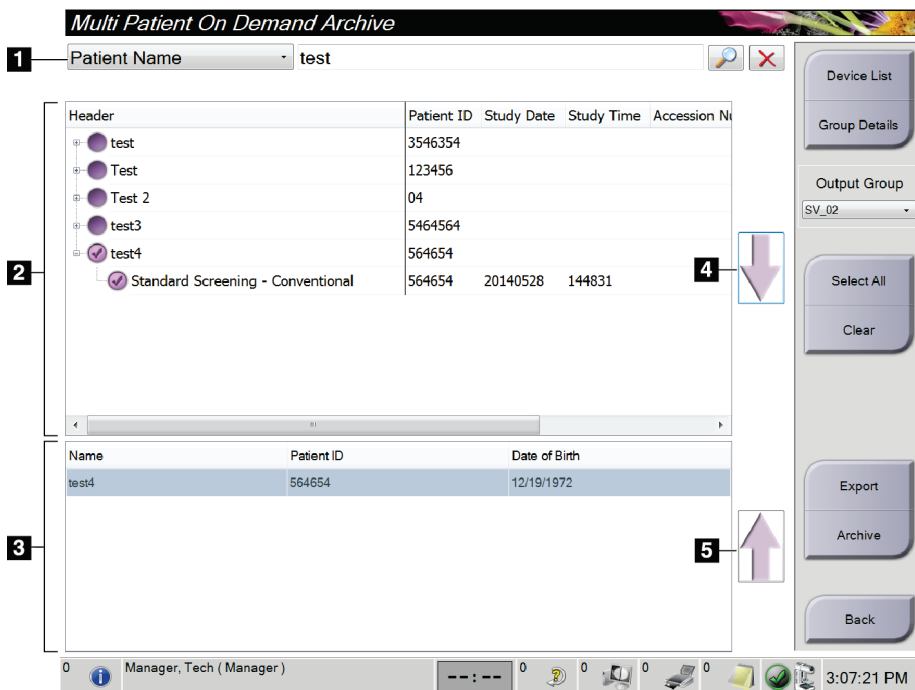 Multi Patient On Demand Archive
1
Patient Name
test
Device List
Group Details
Output Group
SV_02
2
Header Patient ID Study Date Study Time Accession Nu
test 3546354
Test 123456
Test 2 04
test3 5464564
test4 564654
Standard Screening - Conventional 564654 20140528 144831
4
Select All
Clear
3
Name Patient ID Date of Birth
test4 564654 12/19/1972
5
Export
Archive
Back
0 Manager, Tech ( Manager ) --:-- 0 0 0 0 3:07:21 PM